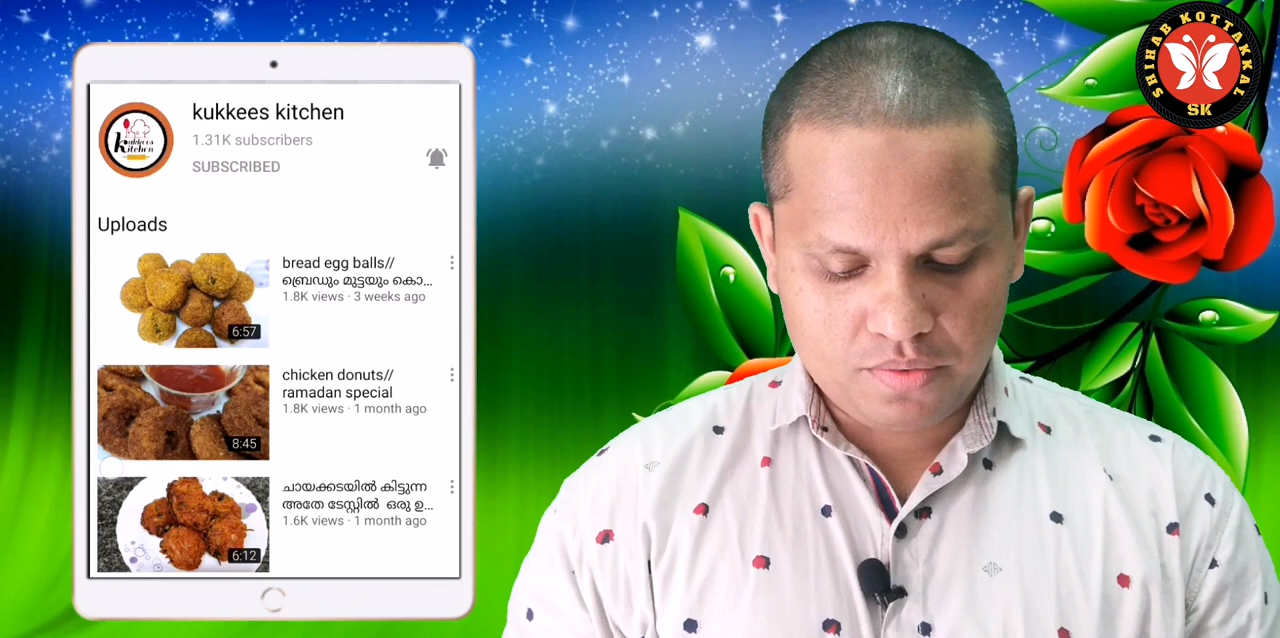 kukkees kitchen
1.31K subscribers
SUBSCRIBED
kukkees
kitchen
Uploads
bread egg balls//
ബ്രെഡും മുട്ടയും കൊ...
1.8K views · 3 weeks ago
6:57
chicken donuts//
ramadan special
1.8K views · 1 month ago
8:45
ചായക്കടയിൽ കിട്ടുന്ന
അതേ ടേസ്റ്റിൽ ഒരു ഉ...
1.6K views · 1 month ago
6:12
SHIHAB KOTTAKKAL
SK